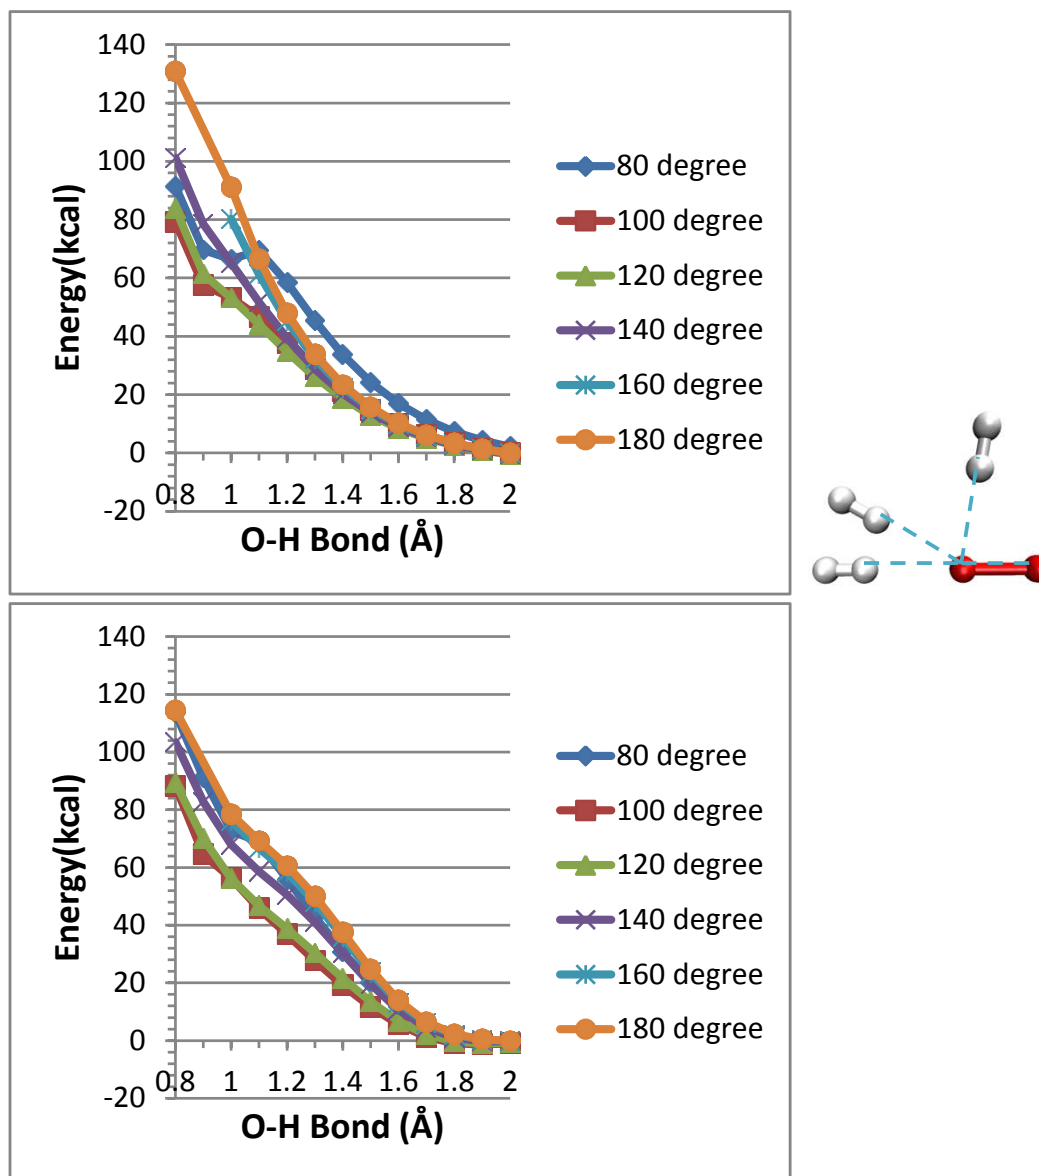 140
120
100
80
60
40
20
0
-20
Energy(kcal)
0.8 1 1.2 1.4 1.6 1.8 2
O-H Bond (Å)
80 degree
100 degree
120 degree
140 degree
160 degree
180 degree
140
120
100
80
60
40
20
0
-20
Energy(kcal)
0.8 1 1.2 1.4 1.6 1.8 2
O-H Bond (Å)
80 degree
100 degree
120 degree
140 degree
160 degree
180 degree